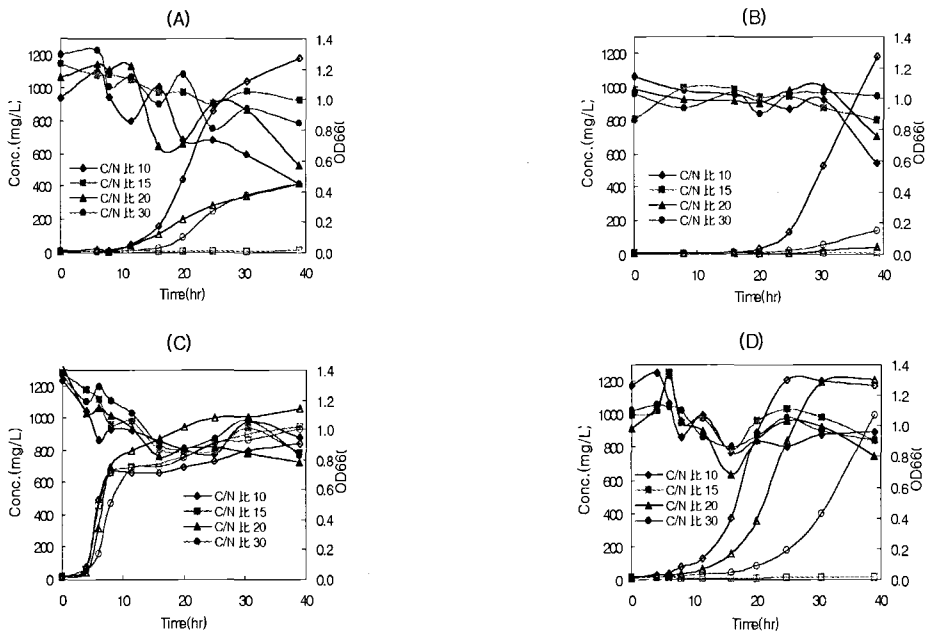 (A)
1200
1000
800
600
400
200
0
1.4
1.2
1.0
0.8
0.6
0.4
0.2
0.0
Conc.(mg/L)
OD66(
C/N 比 10
C/N 比 15
C/N 比 20
C/N 比 30
0 10 20 30 40
Time(hr)
(B)
1200
1000
800
600
400
200
0
1.4
1.2
1.0
0.8
0.6
0.4
0.2
0.0
Conc.(mg/L)
OD66(
C/N 比 10
C/N 比 15
C/N 比 20
C/N 比 30
0 10 20 30 40
Time(hr)
(C)
1200
1000
800
600
400
200
0
1.4
1.2
1.0
0.8
0.6
0.4
0.2
0.0
Conc.(mg/L)
OD66(
C/N 比 10
C/N 比 15
C/N 比 20
C/N 比 30
0 10 20 30 40
Time(hr)
(D)
1200
1000
800
600
400
200
0
1.4
1.2
1.0
0.8
0.6
0.4
0.2
0.0
Conc.(mg/L)
OD66(
C/N 比 10
C/N 比 15
C/N 比 20
C/N 比 30
0 10 20 30 40
Time(hr)